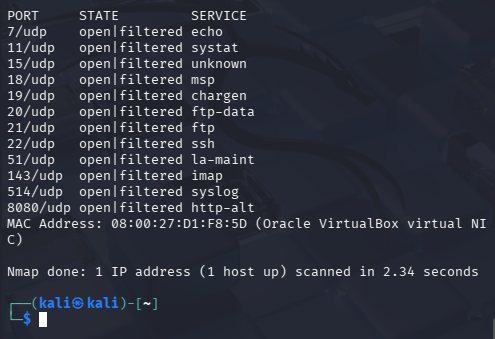 PORT     STATE         SERVICE
7/udp    open|filtered echo
11/udp   open|filtered systat
15/udp   open|filtered unknown
18/udp   open|filtered msp
19/udp   open|filtered chargen
20/udp   open|filtered ftp-data
21/udp   open|filtered ftp
22/udp   open|filtered ssh
51/udp   open|filtered la-maint
143/udp  open|filtered imap
514/udp  open|filtered syslog
8080/udp open|filtered http-alt
MAC Address: 08:00:27:D1:F8:5D (Oracle VirtualBox virtual NI
C)
Nmap done: 1 IP address (1 host up) scanned in 2.34 seconds
┌──(kali㉿kali)-[~]
└─$